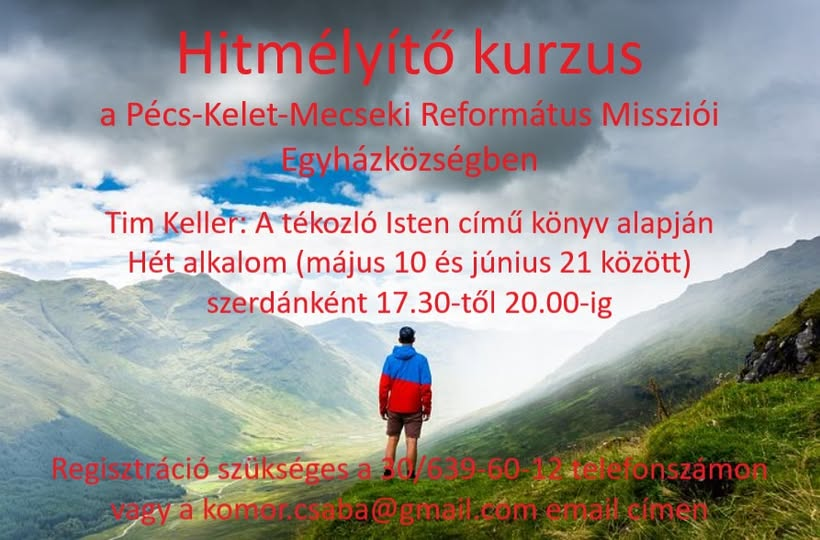 Hitmélyítő kurzus
a Pécs-Kelet-Mecseki Református Missziói
Egyházközségben
Tim Keller: A tékozló Isten című könyv alapján
Hét alkalom (május 10 és június 21 között)
szerdánként 17.30-től 20.00-ig
Regisztráció szükséges a 30/639-60-12 telefonszámon
vagy a komor.csaba@gmail.com email címen